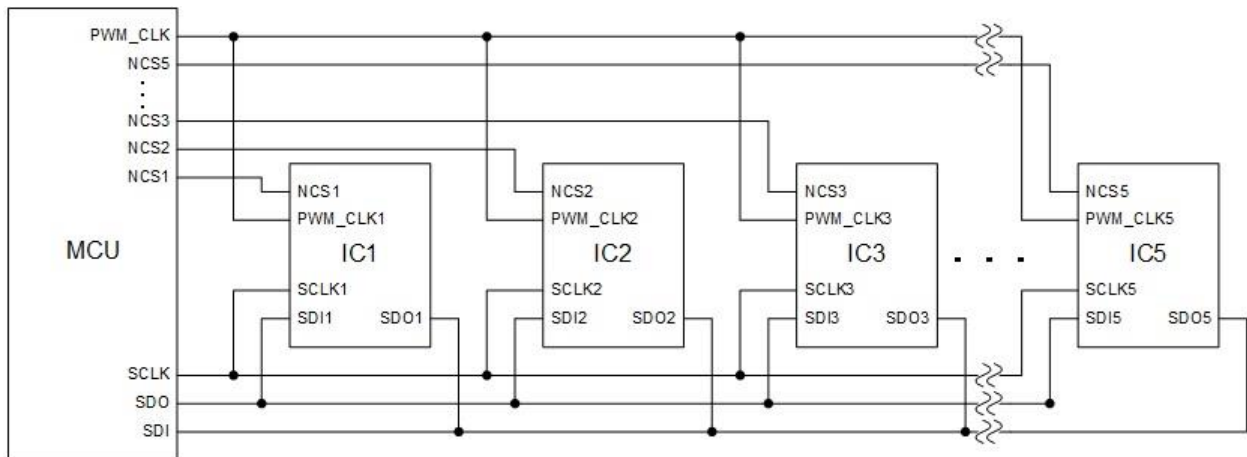 PWM_CLK
NCS5
NCS3
NCS2
NCS1
MCU
SCLK
SDO
SDI
NCS1
PWM_CLK1
IC1
SCLK1
SDI1 SDO1
NCS2
PWM_CLK2
IC2
SCLK2
SDI2 SDO2
NCS3
PWM_CLK3
IC3
SCLK3
SDI3 SDO3
. . .
NCS5
PWM_CLK5
IC5
SCLK5
SDI5 SDO5